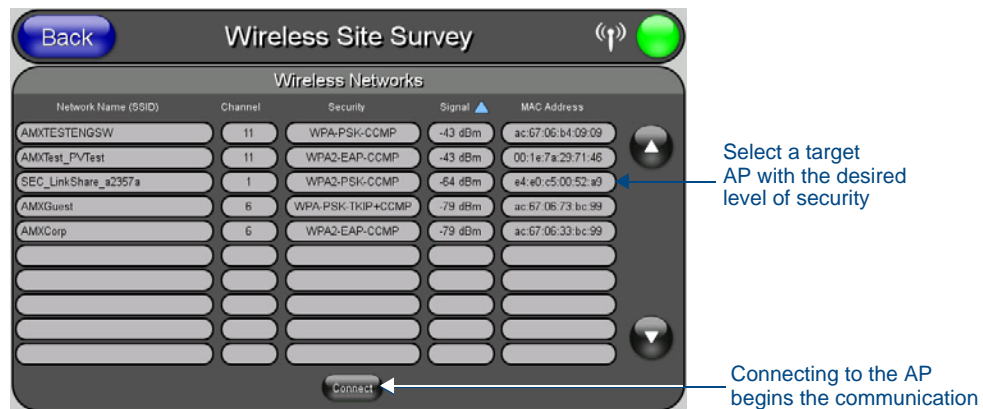 Back
Wireless Site Survey
Wireless Networks
Network Name (SSID) Channel Security Signal MAC Address
AMXTESTENGSW 11 WPA-PSK-CCMP -43 dBm ac:67:06:b4:09:09
AMXTest_PVTest 11 WPA2-EAP-CCMP -43 dBm 00:1e:7a:29:71:46
SEC_LinkShare_a2357a 1 WPA2-PSK-CCMP -64 dBm e4:e0:c5:00:52:a9
AMXGuest 6 WPA-PSK-TKIP+CCMP -79 dBm ac:67:06:73:bc:99
AMXCorp 6 WPA2-EAP-CCMP -79 dBm ac:67:06:33:bc:99
Select a target
AP with the desired
level of security
Connect
Connecting to the AP
begins the communication